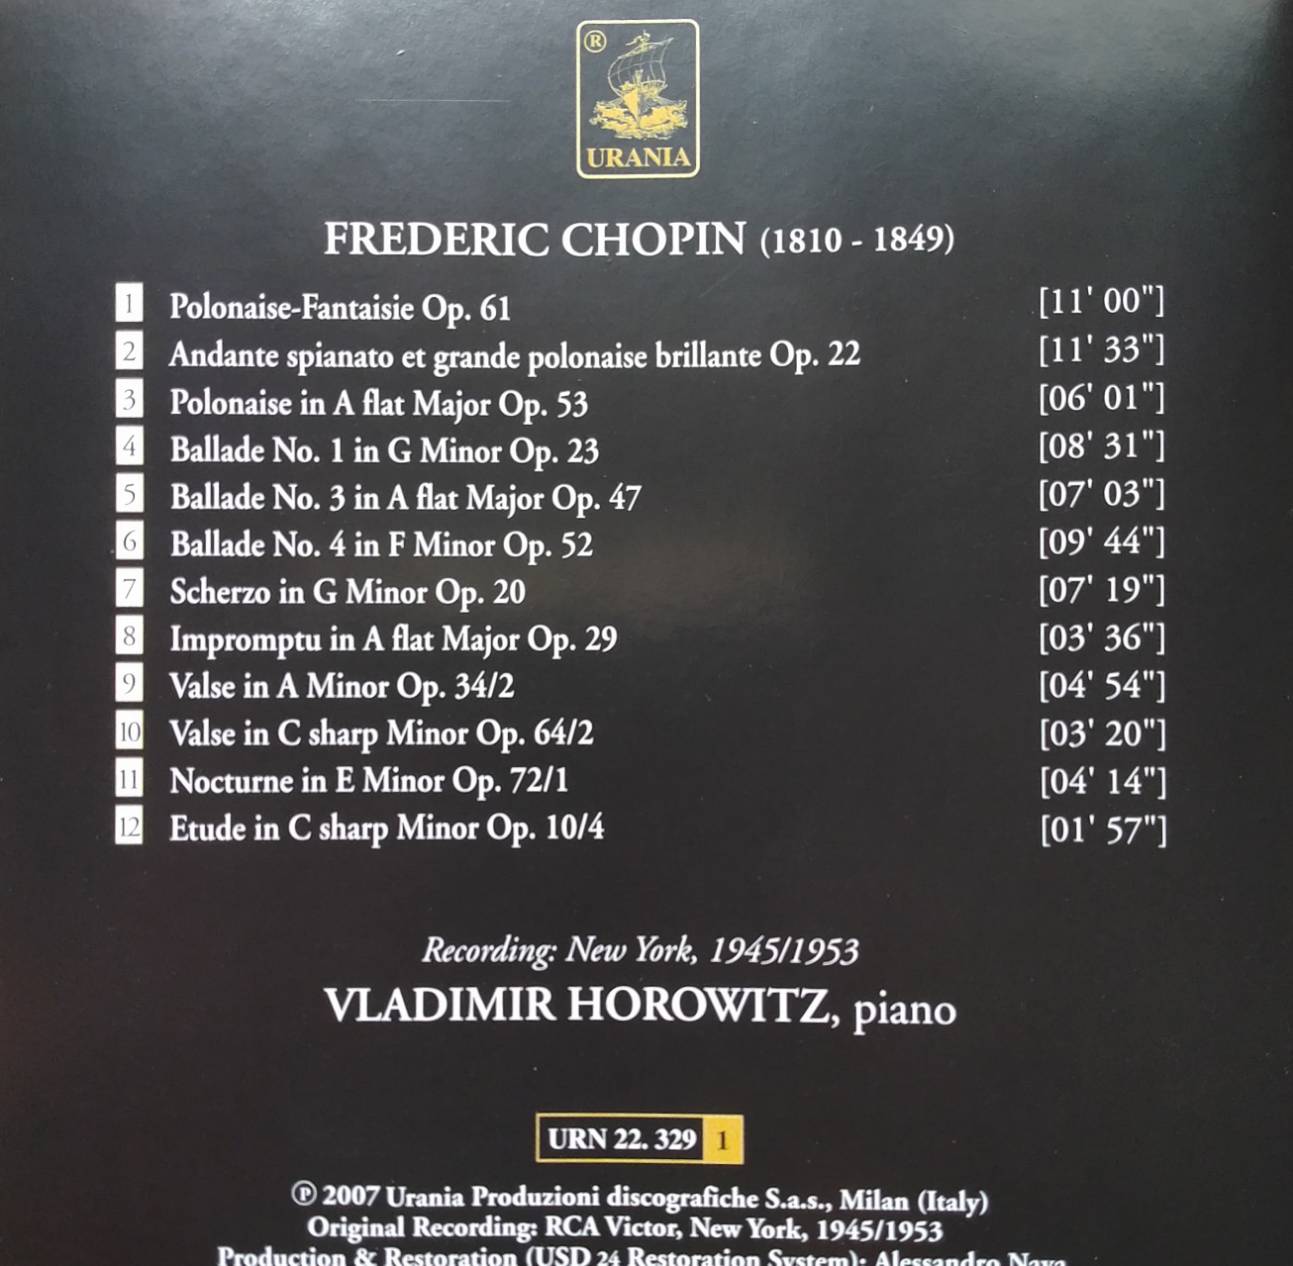 ®
URANIA
FREDERIC CHOPIN (1810 - 1849)
1 Polonaise-Fantaisie Op. 61 [11' 00"]
2 Andante spianato et grande polonaise brillante Op. 22 [11' 33"]
3 Polonaise in A flat Major Op. 53 [06' 01"]
4 Ballade No. 1 in G Minor Op. 23 [08' 31"]
5 Ballade No. 3 in A flat Major Op. 47 [07' 03"]
6 Ballade No. 4 in F Minor Op. 52 [09' 44"]
7 Scherzo in G Minor Op. 20 [07' 19"]
8 Impromptu in A flat Major Op. 29 [03' 36"]
9 Valse in A Minor Op. 34/2 [04' 54"]
10 Valse in C sharp Minor Op. 64/2 [03' 20"]
11 Nocturne in E Minor Op. 72/1 [04' 14"]
12 Etude in C sharp Minor Op. 10/4 [01' 57"]
Recording: New York, 1945/1953
VLADIMIR HOROWITZ, piano
URN 22. 329 1
℗ 2007 Urania Produzioni discografiche S.a.s., Milan (Italy)
Original Recording: RCA Victor, New York, 1945/1953
Production & Restoration (USD 24 Restoration System): Alessandro Nava